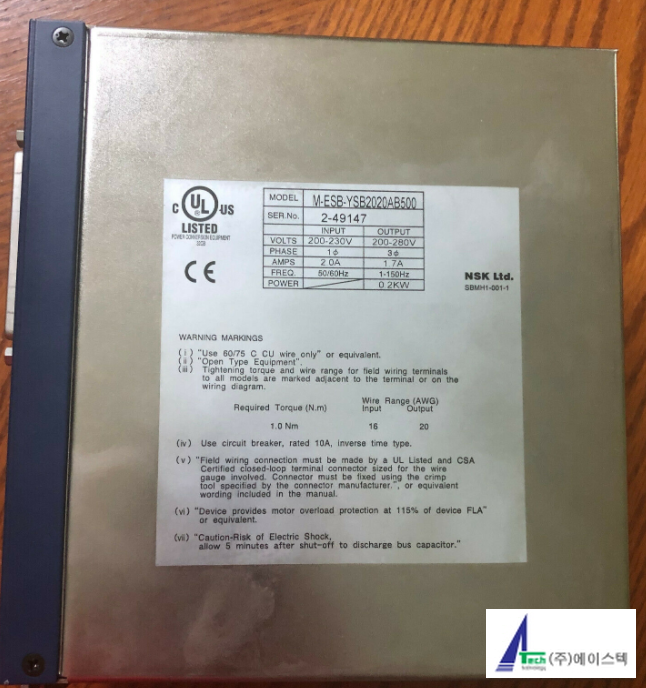 C UL US
LISTED
POWER CONVERSION EQUIPMENT
CE
MODEL M-ESB-YSB2020AB500
SER.No. 2-49147
INPUT OUTPUT
VOLTS 200-230V 200-280V
PHASE 1ϕ 3ϕ
AMPS 2.0A 1.7A
FREQ. 50/60Hz 1-150Hz
POWER 0.2KW
NSK Ltd.
SBMH1-001-1
WARNING MARKINGS
(i) "Use 60/75 C CU wire only" or equivalent.
(ii) "Open Type Equipment".
(iii) Tightening torque and wire range for field wiring terminals
to all models are marked adjacent to the terminal or on the
wiring diagram.
Wire Range (AWG)
Required Torque (N.m) Input Output
1.0 Nm 16 20
(iv) Use circuit breaker, rated 10A, inverse time type.
(v) "Field wiring connection must be made by a UL Listed and CSA
Certified closed-loop terminal connector sized for the wire
gauge involved. Connector must be fixed using the crimp
tool specified by the connector manufacturer.", or equivalent
wording included in the manual.
(vi) "Device provides motor overload protection at 115% of device FLA"
or equivalent.
(vii) "Caution-Risk of Electric Shock,
allow 5 minutes after shut-off to discharge bus capacitor."
ATech (주)에이스텍
technology